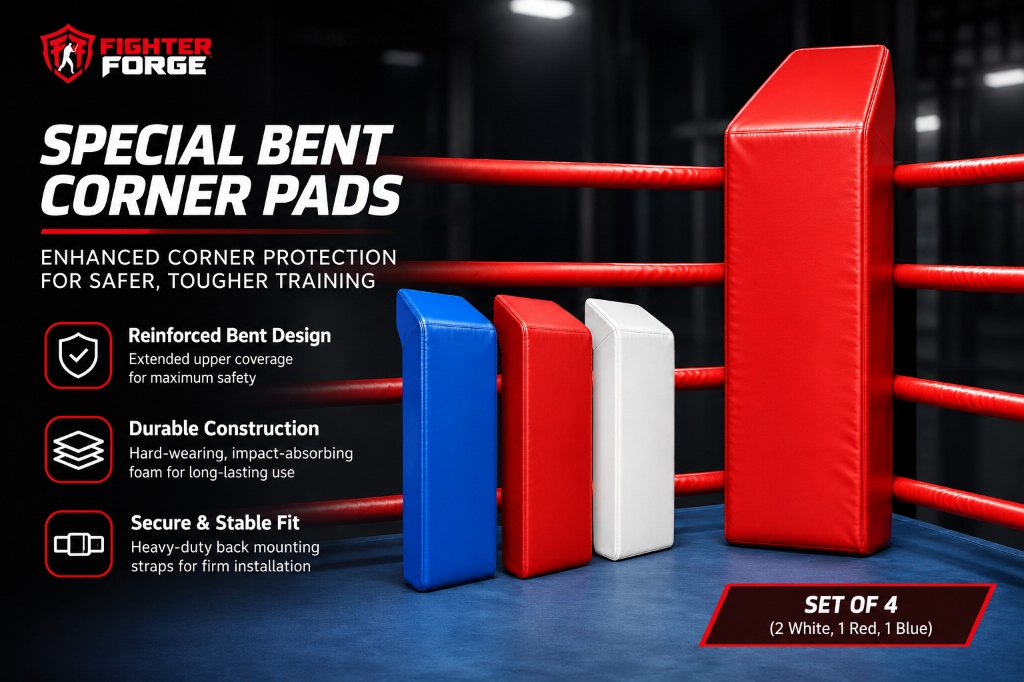 FIGHTER
FORGE
SPECIAL BENT
CORNER PADS
ENHANCED CORNER PROTECTION
FOR SAFER, TOUGHER TRAINING
Reinforced Bent Design
Extended upper coverage
for maximum safety
Durable Construction
Hard-wearing, impact-absorbing
foam for long-lasting use
Secure & Stable Fit
Heavy-duty back mounting
straps for firm installation
SET OF 4
(2 White, 1 Red, 1 Blue)